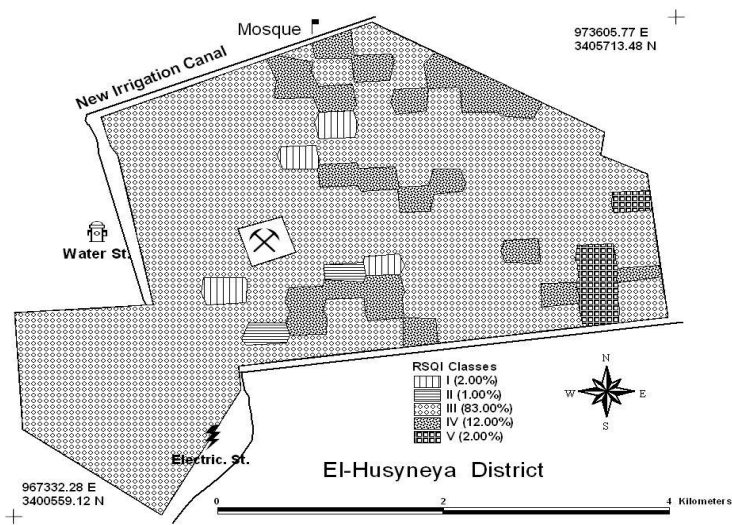 Mosque
973605.77 E
3405713.48 N
New Irrigation Canal
Water St.
RSQI Classes
I (2.00%)
II (1.00%)
III (83.00%)
IV (12.00%)
V (2.00%)
N
W E
S
Electric. St.
El-Husyneya District
967332.28 E
3400559.12 N
0 2 4 Kilometers